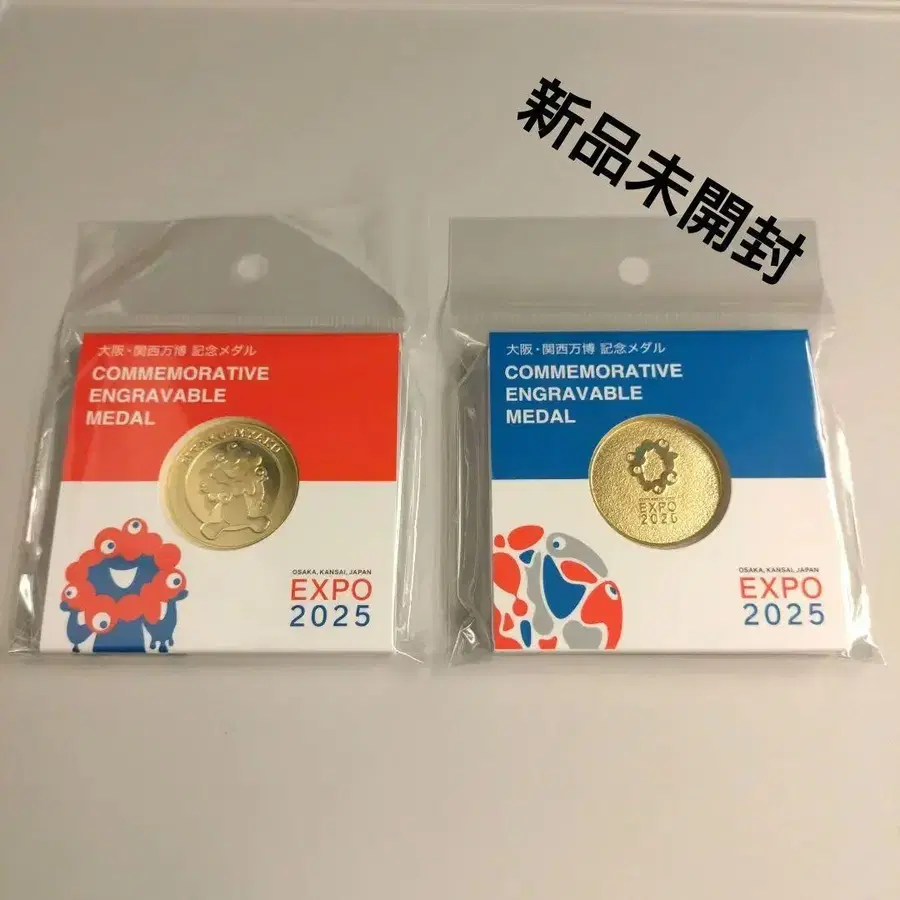 新品未開封
大阪・関西万博 記念メダル
COMMEMORATIVE
ENGRAVABLE
MEDAL
MYAKU-MYAKU
OSAKA, KANSAI, JAPAN
EXPO
2025
大阪・関西万博 記念メダル
COMMEMORATIVE
ENGRAVABLE
MEDAL
EXPO
2025
OSAKA, KANSAI, JAPAN
EXPO
2025